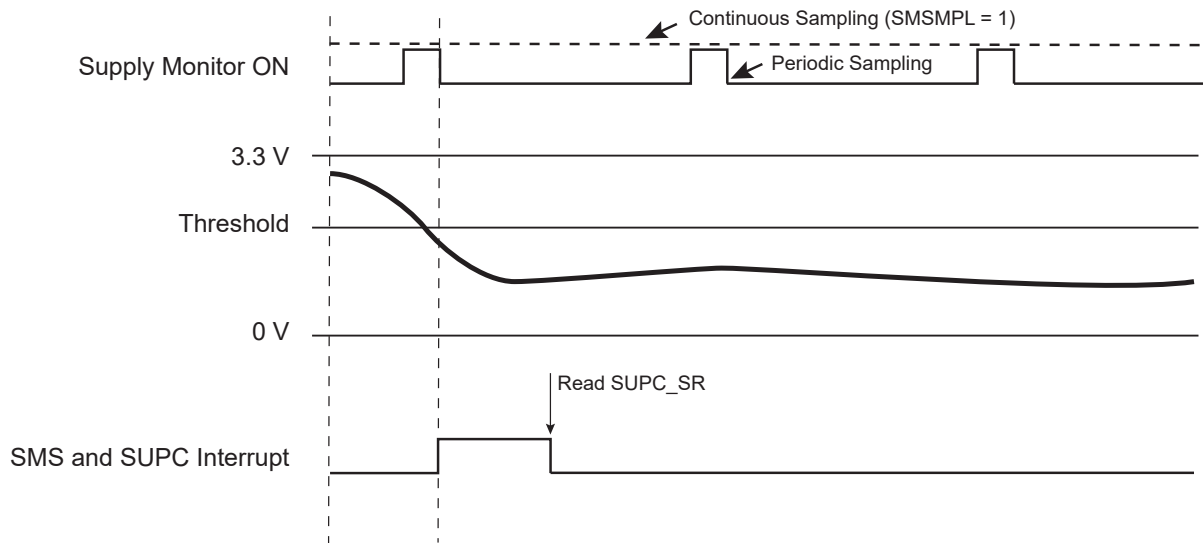 Continuous Sampling (SMSMPL = 1)
Supply Monitor ON
Periodic Sampling
3.3 V
Threshold
0 V
Read SUPC_SR
SMS and SUPC Interrupt